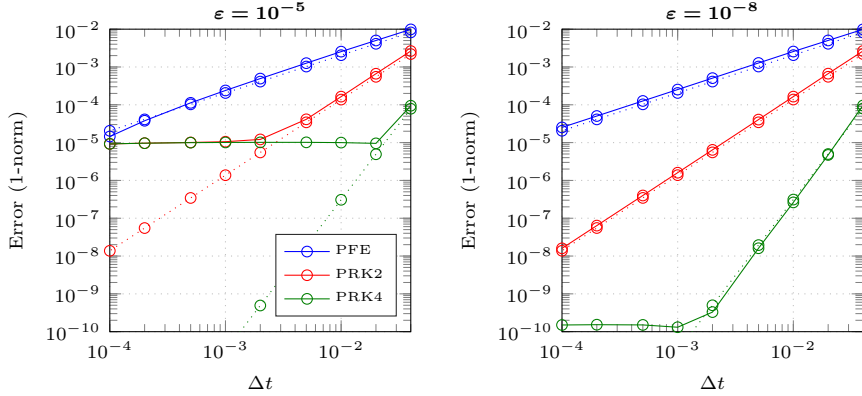 ε = 10⁻⁵
10⁻²
10⁻³
10⁻⁴
10⁻⁵
10⁻⁶
10⁻⁷
10⁻⁸
10⁻⁹
10⁻¹⁰
Error (1-norm)
PFE
PRK2
PRK4
10⁻⁴
10⁻³
10⁻²
Δt
ε = 10⁻⁸
10⁻²
10⁻³
10⁻⁴
10⁻⁵
10⁻⁶
10⁻⁷
10⁻⁸
10⁻⁹
10⁻¹⁰
Error (1-norm)
10⁻⁴
10⁻³
10⁻²
Δt